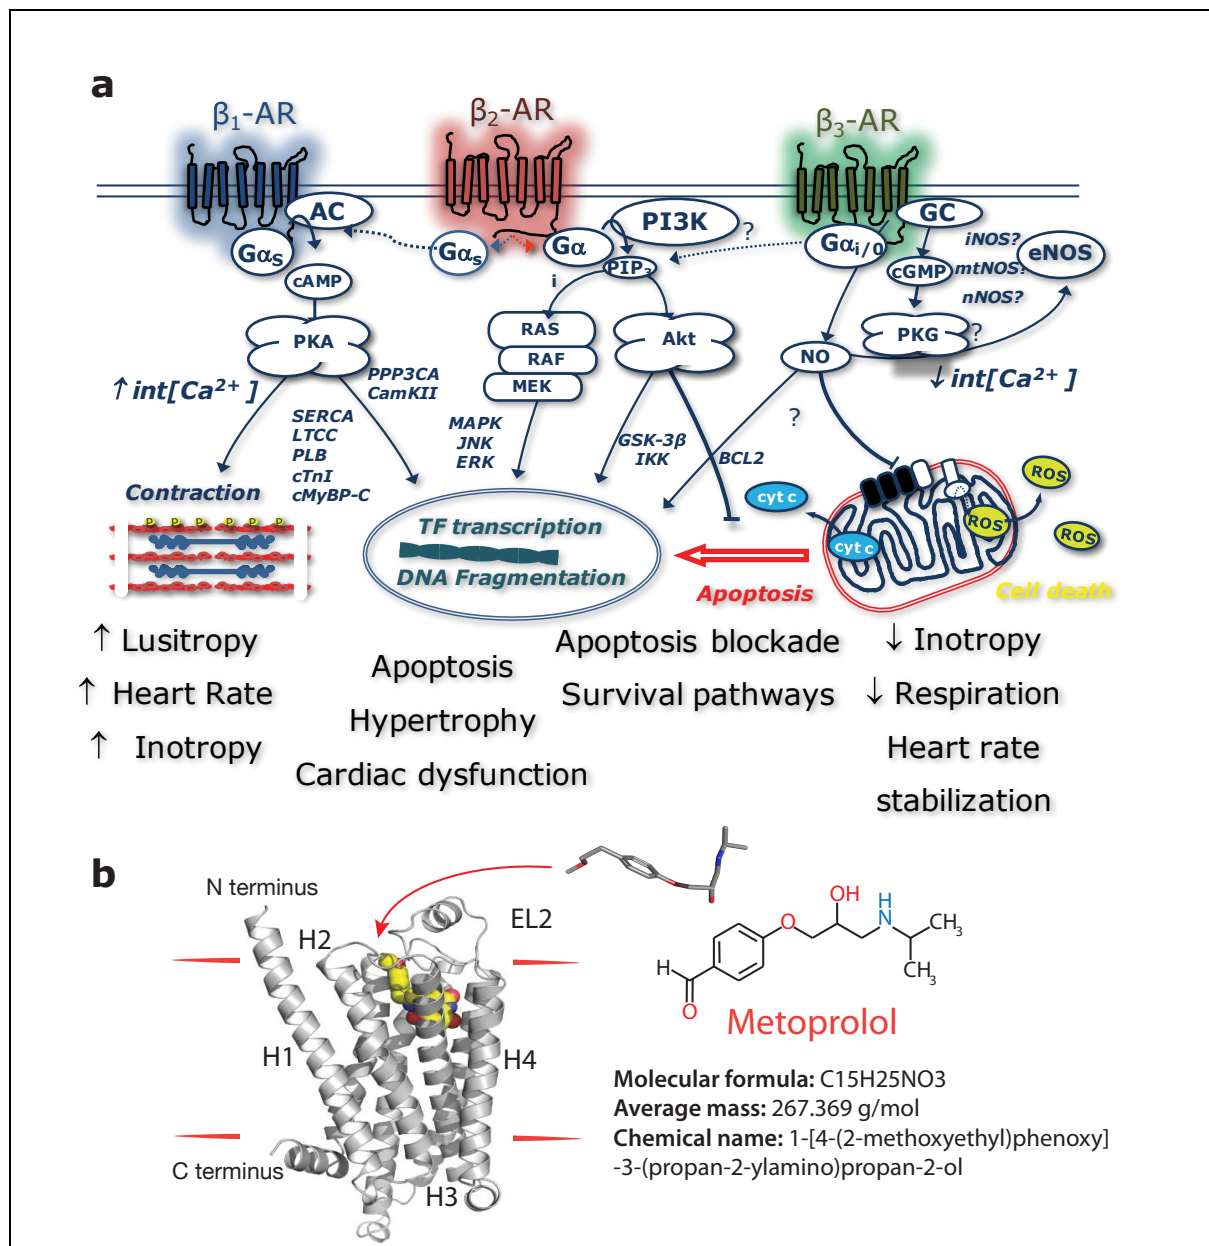 a
β₁-AR
β₂-AR
β₃-AR
AC
Gαs
cAMP
PKA
Gαs
Gα
i
PI3K
PIP₃
?
Gαi/0
GC
cGMP
iNOS?
mtNOS?
nNOS?
eNOS
PKG
?
NO
RAS
RAF
MEK
Akt
↑ int[Ca²⁺]
PPP3CA
CamKII
SERCA
LTCC
PLB
cTnI
cMyBP-C
MAPK
JNK
ERK
GSK-3β
IKK
BCL2
?
↓ int[Ca²⁺]
Contraction
P P P P P P
TF transcription
DNA Fragmentation
Apoptosis
cyt c
cyt c
ROS
ROS
ROS
Cell death
↑ Lusitropy
↑ Heart Rate
↑ Inotropy
Apoptosis
Hypertrophy
Cardiac dysfunction
Apoptosis blockade
Survival pathways
↓ Inotropy
↓ Respiration
Heart rate
stabilization
b
N terminus
H2
EL2
H1
H4
C terminus
H3
OH
H
N
O
CH₃
CH₃
H
O
Metoprolol
Molecular formula: C15H25NO3
Average mass: 267.369 g/mol
Chemical name: 1-[4-(2-methoxyethyl)phenoxy]
-3-(propan-2-ylamino)propan-2-ol